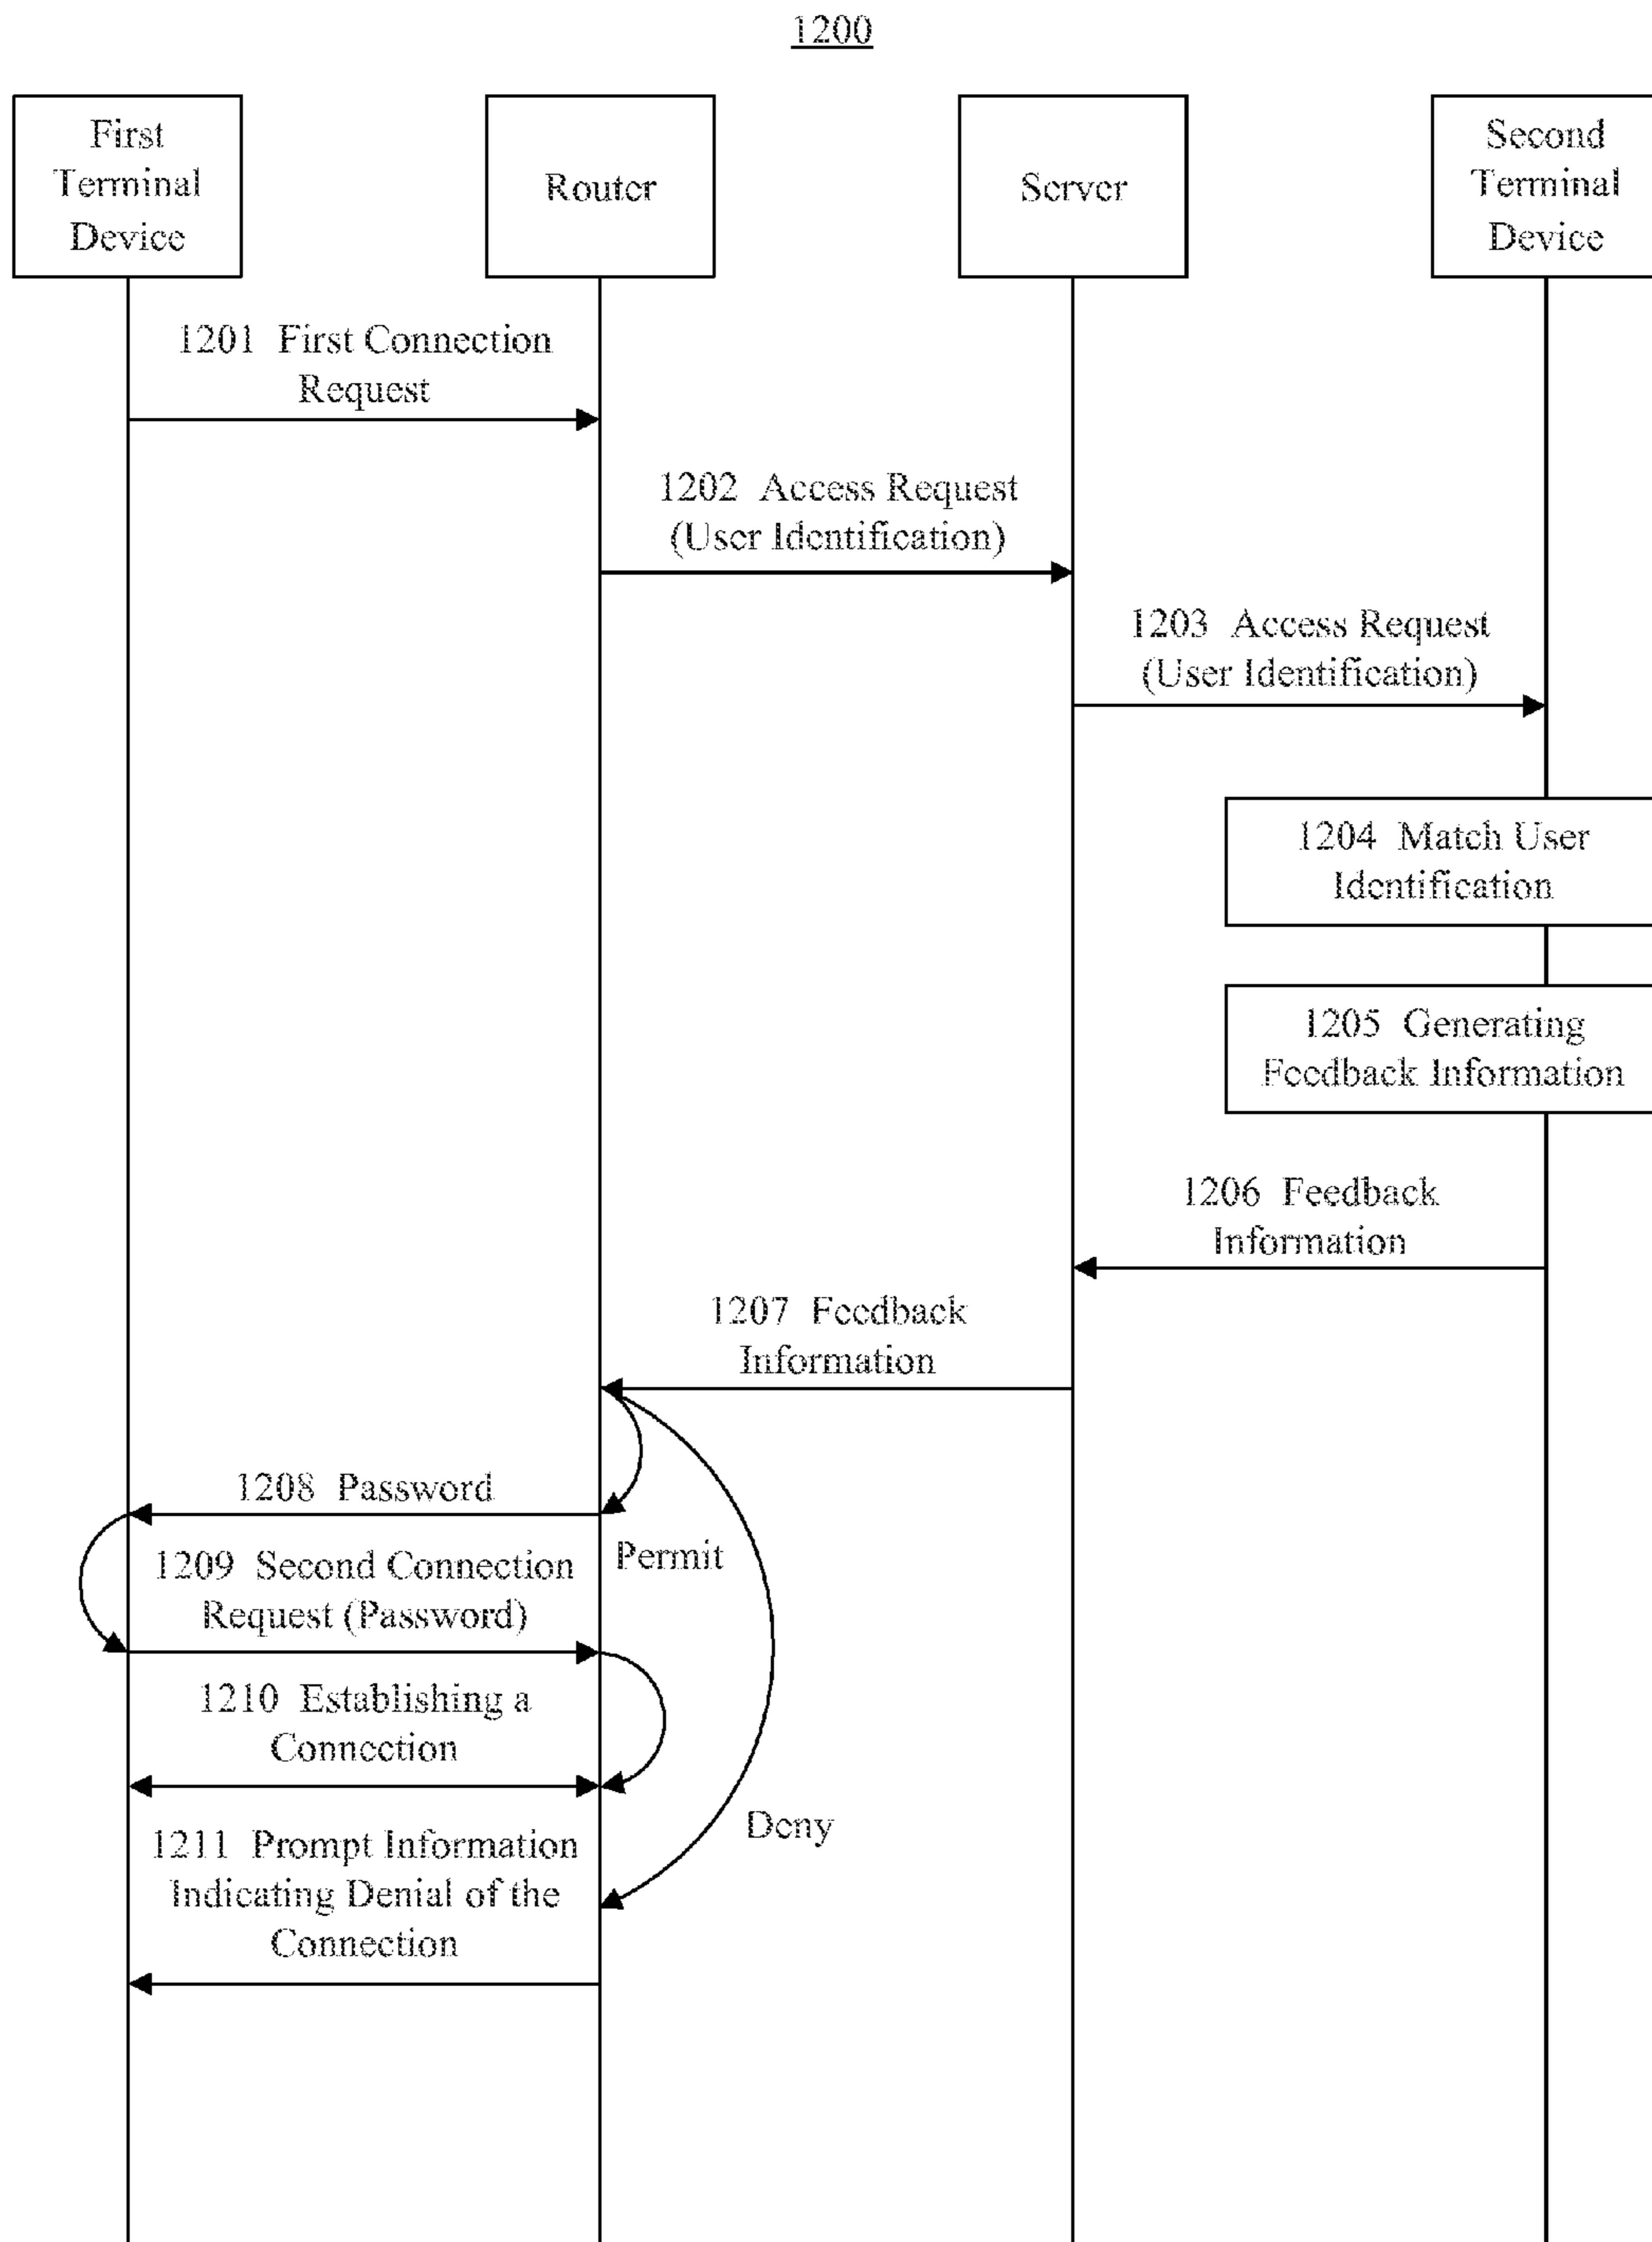 1200
First
Terminal
Device
Router
Server
Second
Terminal
Device
1201 First Connection
Request
1202 Access Request
(User Identification)
1203 Access Request
(User Identification)
1204 Match User
Identification
1205 Generating
Feedback Information
1206 Feedback
Information
1207 Feedback
Information
1208 Password
Permit
1209 Second Connection
Request (Password)
1210 Establishing a
Connection
Deny
1211 Prompt Information
Indicating Denial of the
Connection